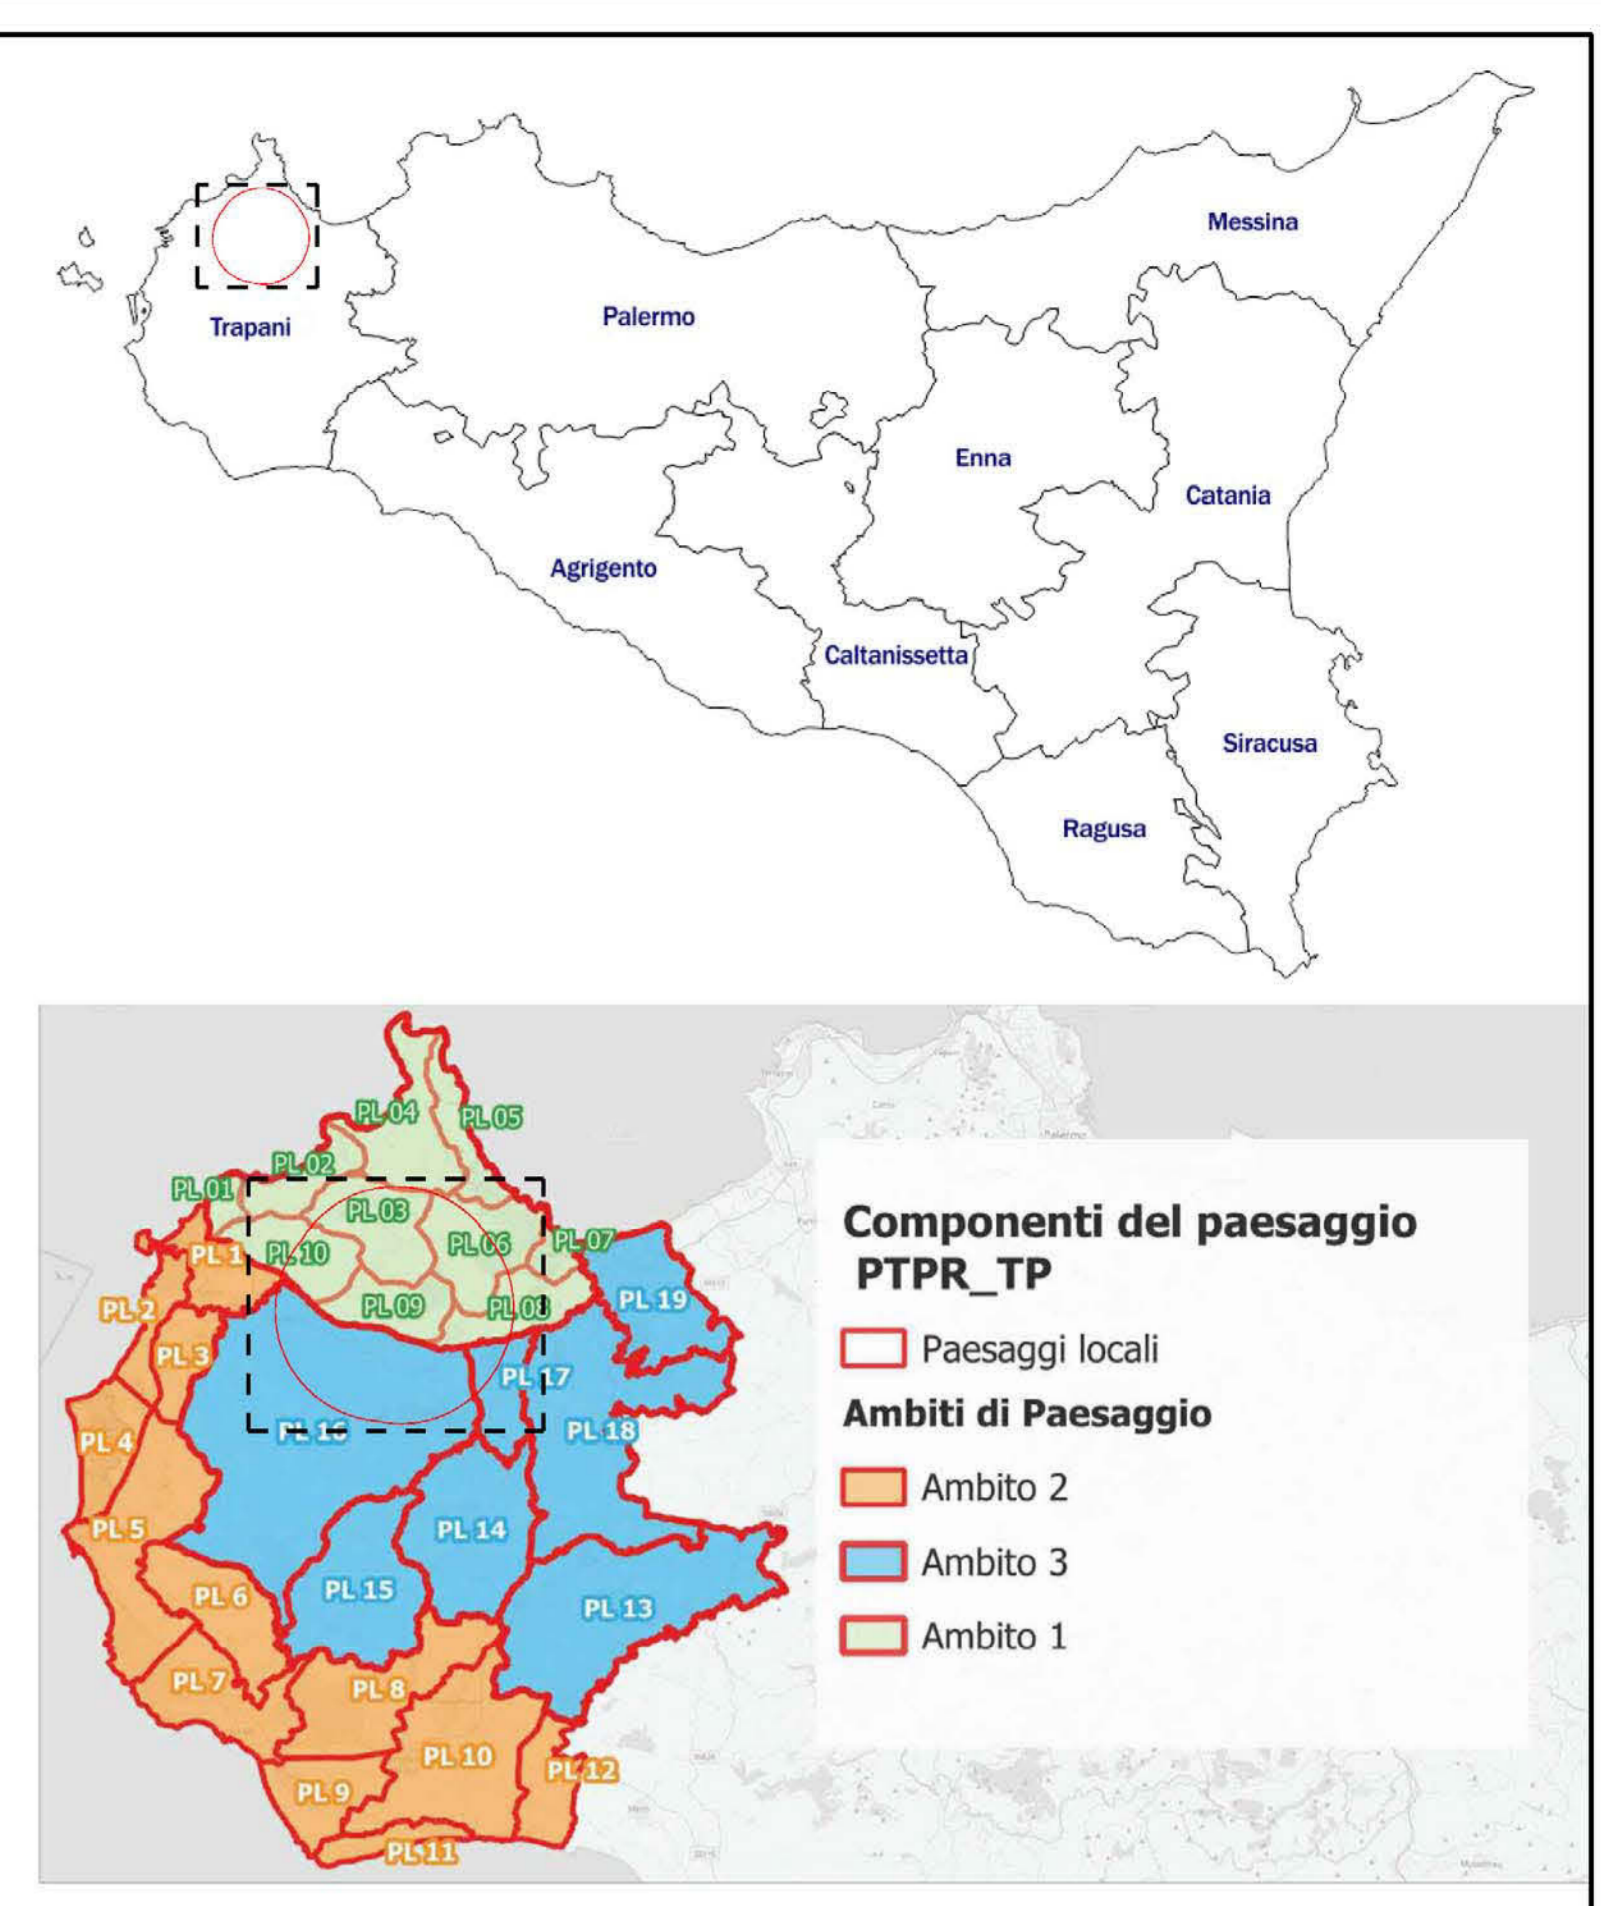 Messina
Trapani
Palermo
Enna
Catania
Agrigento
Caltanissetta
Siracusa
Ragusa
PL 04
PL 05
PL 02
PL 01
PL 03
PL 1
PL 10
PL 06
PL 07
PL 2
PL 09
PL 08
PL 19
PL 3
PL 17
PL 4
PL 16
PL 18
PL 5
PL 14
PL 6
PL 15
PL 13
PL 7
PL 8
PL 10
PL 12
PL 9
PL 11
Palermo
Componenti del paesaggio
PTPR_TP
Paesaggi locali
Ambiti di Paesaggio
Ambito 2
Ambito 3
Ambito 1